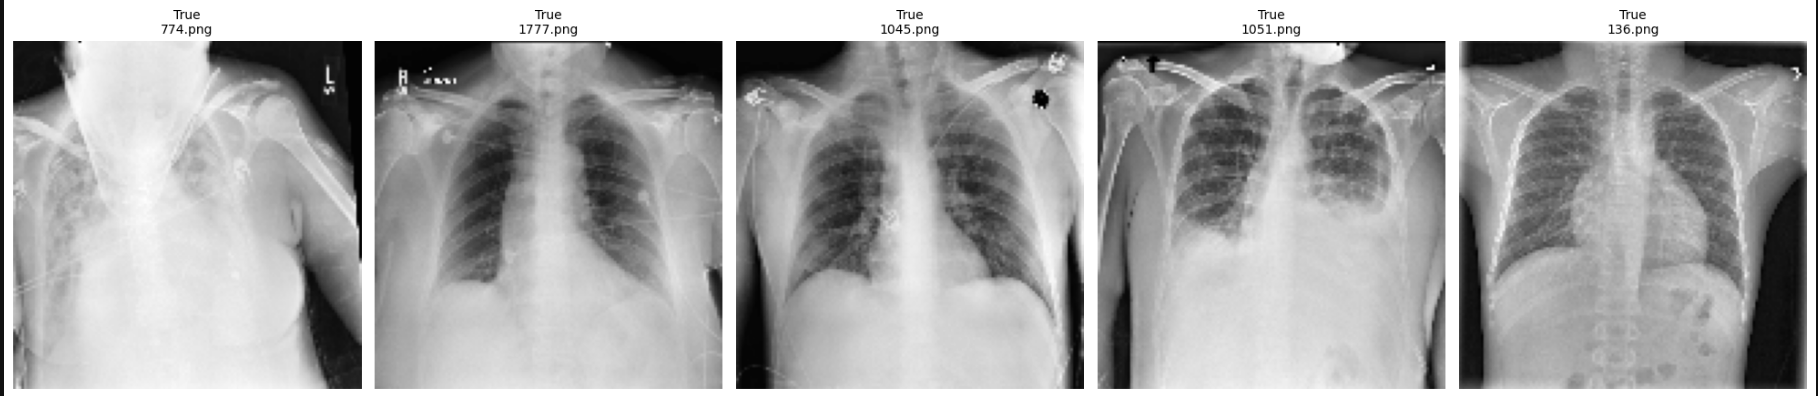 True
774.png
True
1777.png
True
1045.png
True
1051.png
True
136.png
L
R